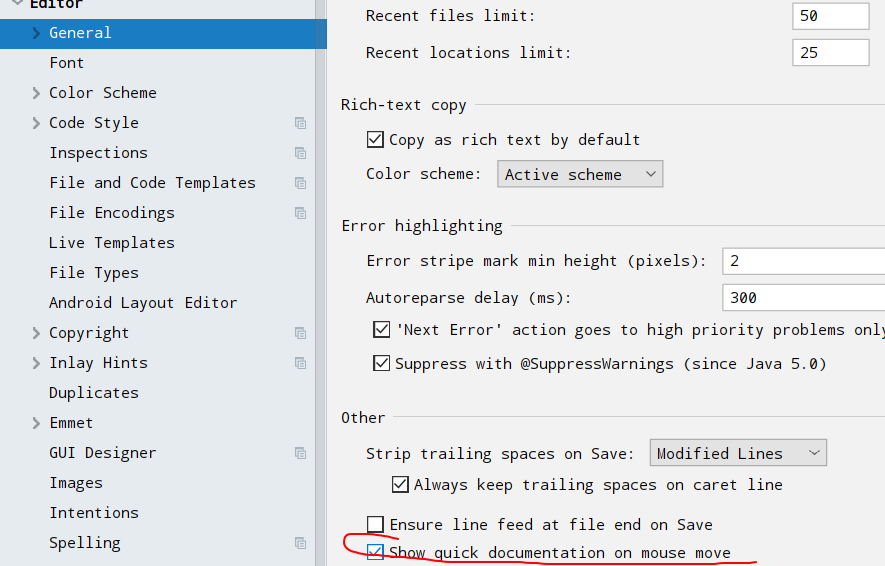 Editor
General
Font
Color Scheme
Code Style
Inspections
File and Code Templates
File Encodings
Live Templates
File Types
Android Layout Editor
Copyright
Inlay Hints
Duplicates
Emmet
GUI Designer
Images
Intentions
Spelling
Recent files limit: 50
Recent locations limit: 25
Rich-text copy
Copy as rich text by default
Color scheme: Active scheme
Error highlighting
Error stripe mark min height (pixels): 2
Autoreparse delay (ms): 300
'Next Error' action goes to high priority problems only
Suppress with @SuppressWarnings (since Java 5.0)
Other
Strip trailing spaces on Save: Modified Lines
Always keep trailing spaces on caret line
Ensure line feed at file end on Save
Show quick documentation on mouse move